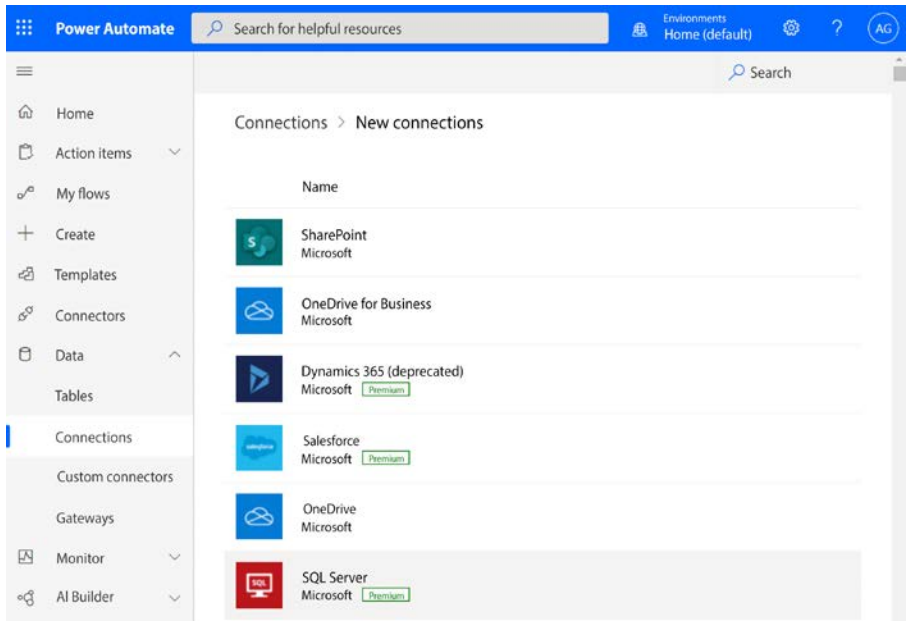 Power Automate
Search for helpful resources
Environments
Home (default)
?
AG
Search
Home
Action items
My flows
Create
Templates
Connectors
Data
Tables
Connections
Custom connectors
Gateways
Monitor
AI Builder
Connections > New connections
Name
S
SharePoint
Microsoft
OneDrive for Business
Microsoft
Dynamics 365 (deprecated)
Microsoft Premium
salesforce
Salesforce
Microsoft Premium
OneDrive
Microsoft
SQL
SQL Server
Microsoft Premium